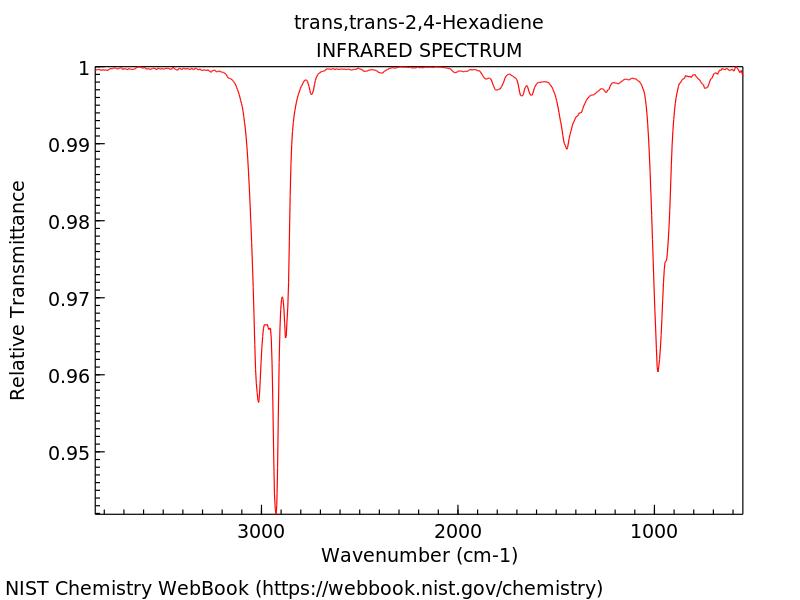 trans,trans-2,4-Hexadiene
INFRARED SPECTRUM
1
0.99
0.98
0.97
0.96
0.95
Relative Transmittance
3000 2000 1000
Wavenumber (cm-1)
NIST Chemistry WebBook (https://webbook.nist.gov/chemistry)